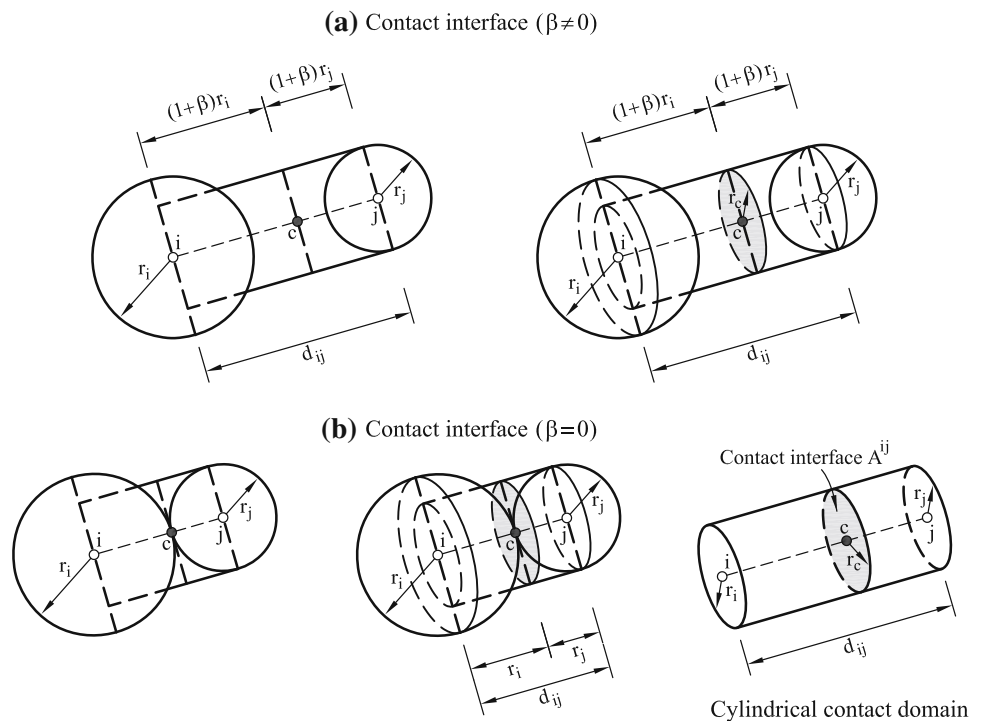 (a) Contact interface (β≠0)
(1+β)r_i
(1+β)r_j
(1+β)r_i
(1+β)r_j
r_j
j
c
i
r_i
d_ij
r_j
j
r_c
c
i
r_i
d_ij
(b) Contact interface (β=0)
r_j
j
c
i
r_i
r_j
j
c
i
r_i
r_i
r_j
d_ij
Contact interface A^ij
r_j
j
c
r_c
i
r_i
d_ij
Cylindrical contact domain